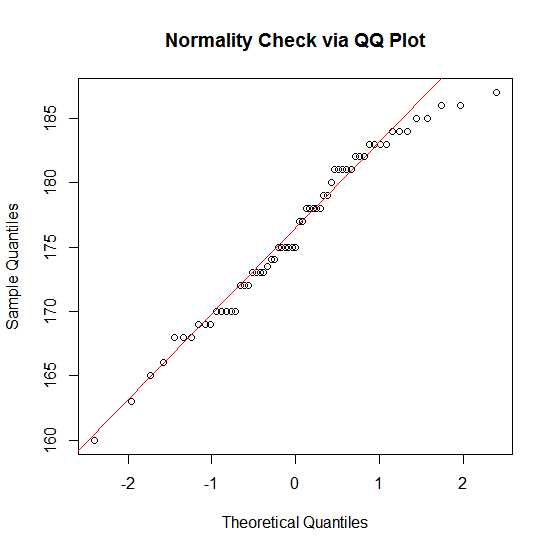 Normality Check via QQ Plot
Sample Quantiles
185
180
175
170
165
160
-2 -1 0 1 2
Theoretical Quantiles